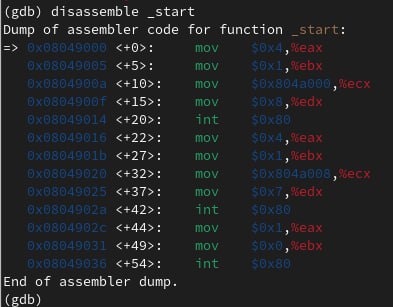 (gdb) disassemble _start
Dump of assembler code for function _start:
=> 0x08049000 <+0>:     mov    $0x4,%eax
   0x08049005 <+5>:     mov    $0x1,%ebx
   0x0804900a <+10>:    mov    $0x804a000,%ecx
   0x0804900f <+15>:    mov    $0x8,%edx
   0x08049014 <+20>:    int    $0x80
   0x08049016 <+22>:    mov    $0x4,%eax
   0x0804901b <+27>:    mov    $0x1,%ebx
   0x08049020 <+32>:    mov    $0x804a008,%ecx
   0x08049025 <+37>:    mov    $0x7,%edx
   0x0804902a <+42>:    int    $0x80
   0x0804902c <+44>:    mov    $0x1,%eax
   0x08049031 <+49>:    mov    $0x0,%ebx
   0x08049036 <+54>:    int    $0x80
End of assembler dump.
(gdb)